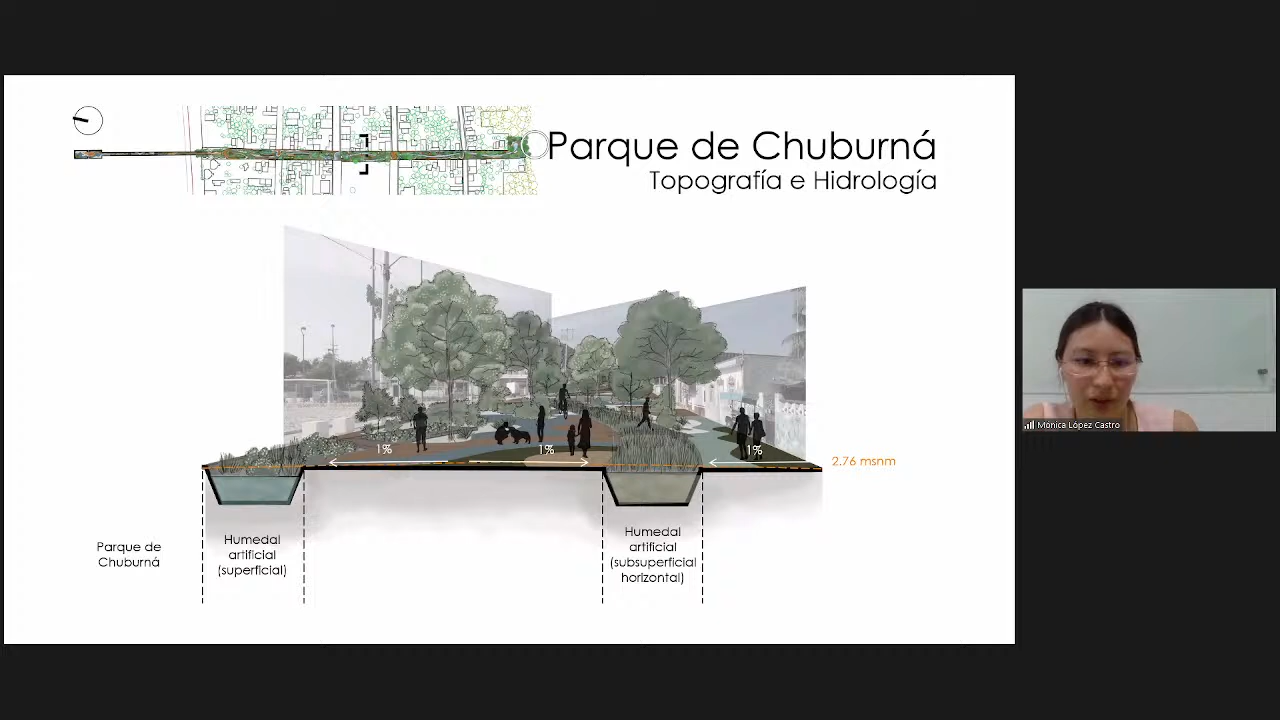 Parque de Chuburná
Topografía e Hidrología
1%
1%
1%
2.76 msnm
Parque de
Chuburná
Humedal
artificial
(superficial)
Humedal
artificial
(subsuperficial
horizontal)
Mónica López Castro